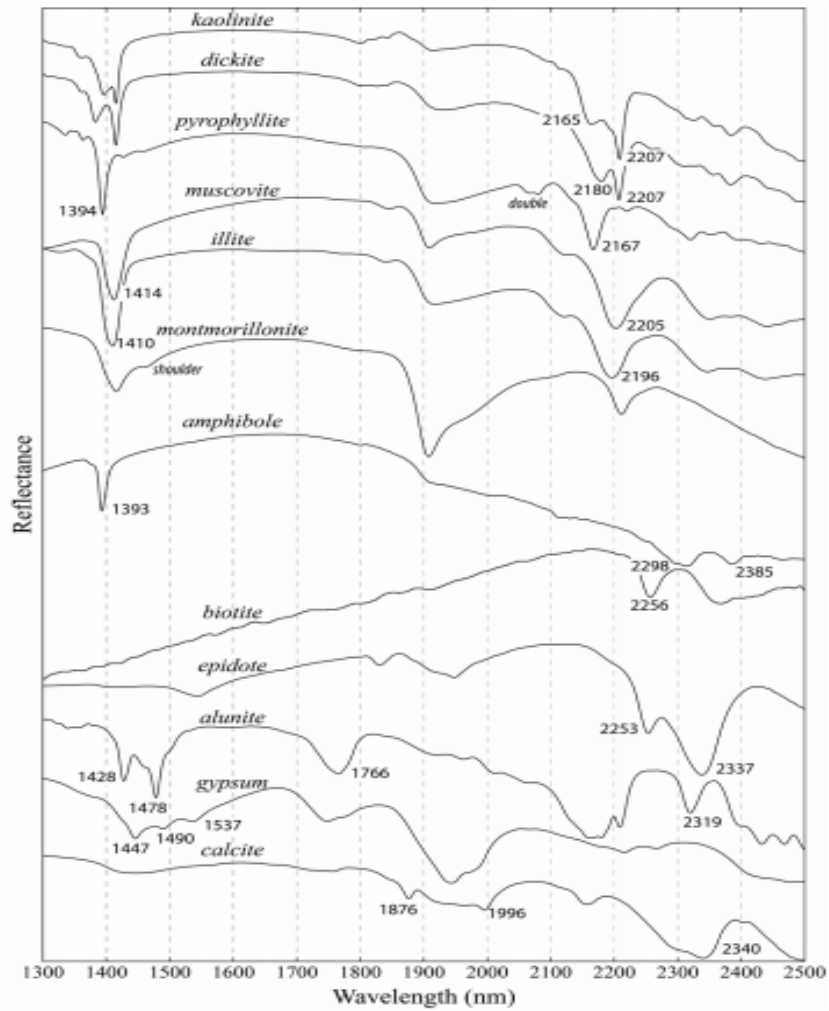 kaolinite
dickite
2165
pyrophyllite
2207
2180
2207
1394
double
muscovite
2167
illite
1414
2205
1410
montmorillonite
shoulder
2196
amphibole
Reflectance
1393
2298
2385
2256
biotite
epidote
alunite
2253
1428
1766
2337
gypsum
1478
2319
1537
1490
1447
calcite
1876
1996
2340
1300 1400 1500 1600 1700 1800 1900 2000 2100 2200 2300 2400 2500
Wavelength (nm)